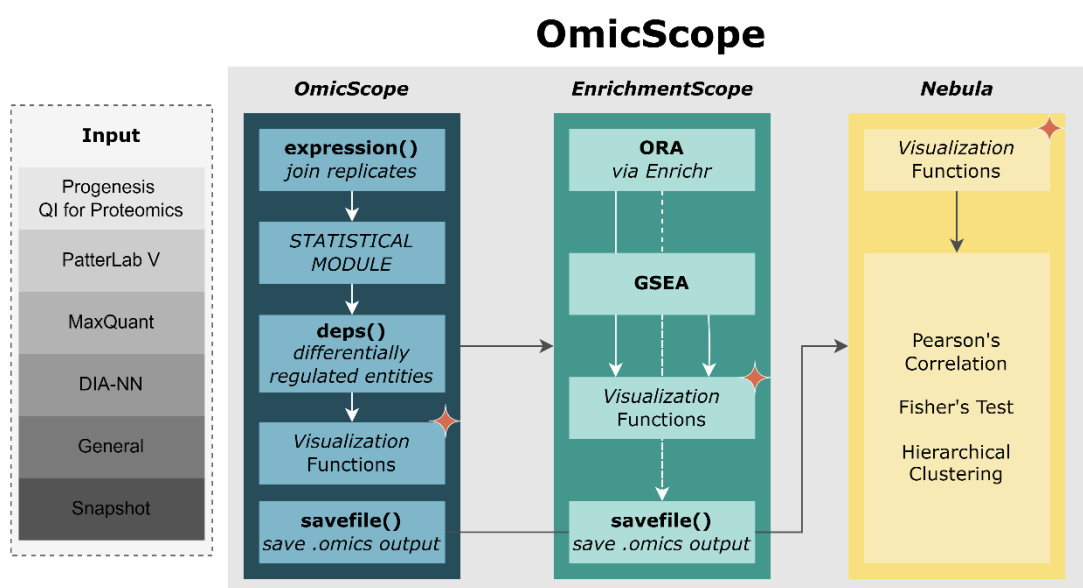 OmicScope
Input
Progenesis
QI for Proteomics
PatterLab V
MaxQuant
DIA-NN
General
Snapshot
OmicScope
expression()
join replicates
STATISTICAL
MODULE
deps()
differentially
regulated entities
Visualization
Functions
savefile()
save .omics output
EnrichmentScope
ORA
via Enrichr
GSEA
Visualization
Functions
savefile()
save .omics output
Nebula
Visualization
Functions
Pearson's
Correlation
Fisher's Test
Hierarchical
Clustering